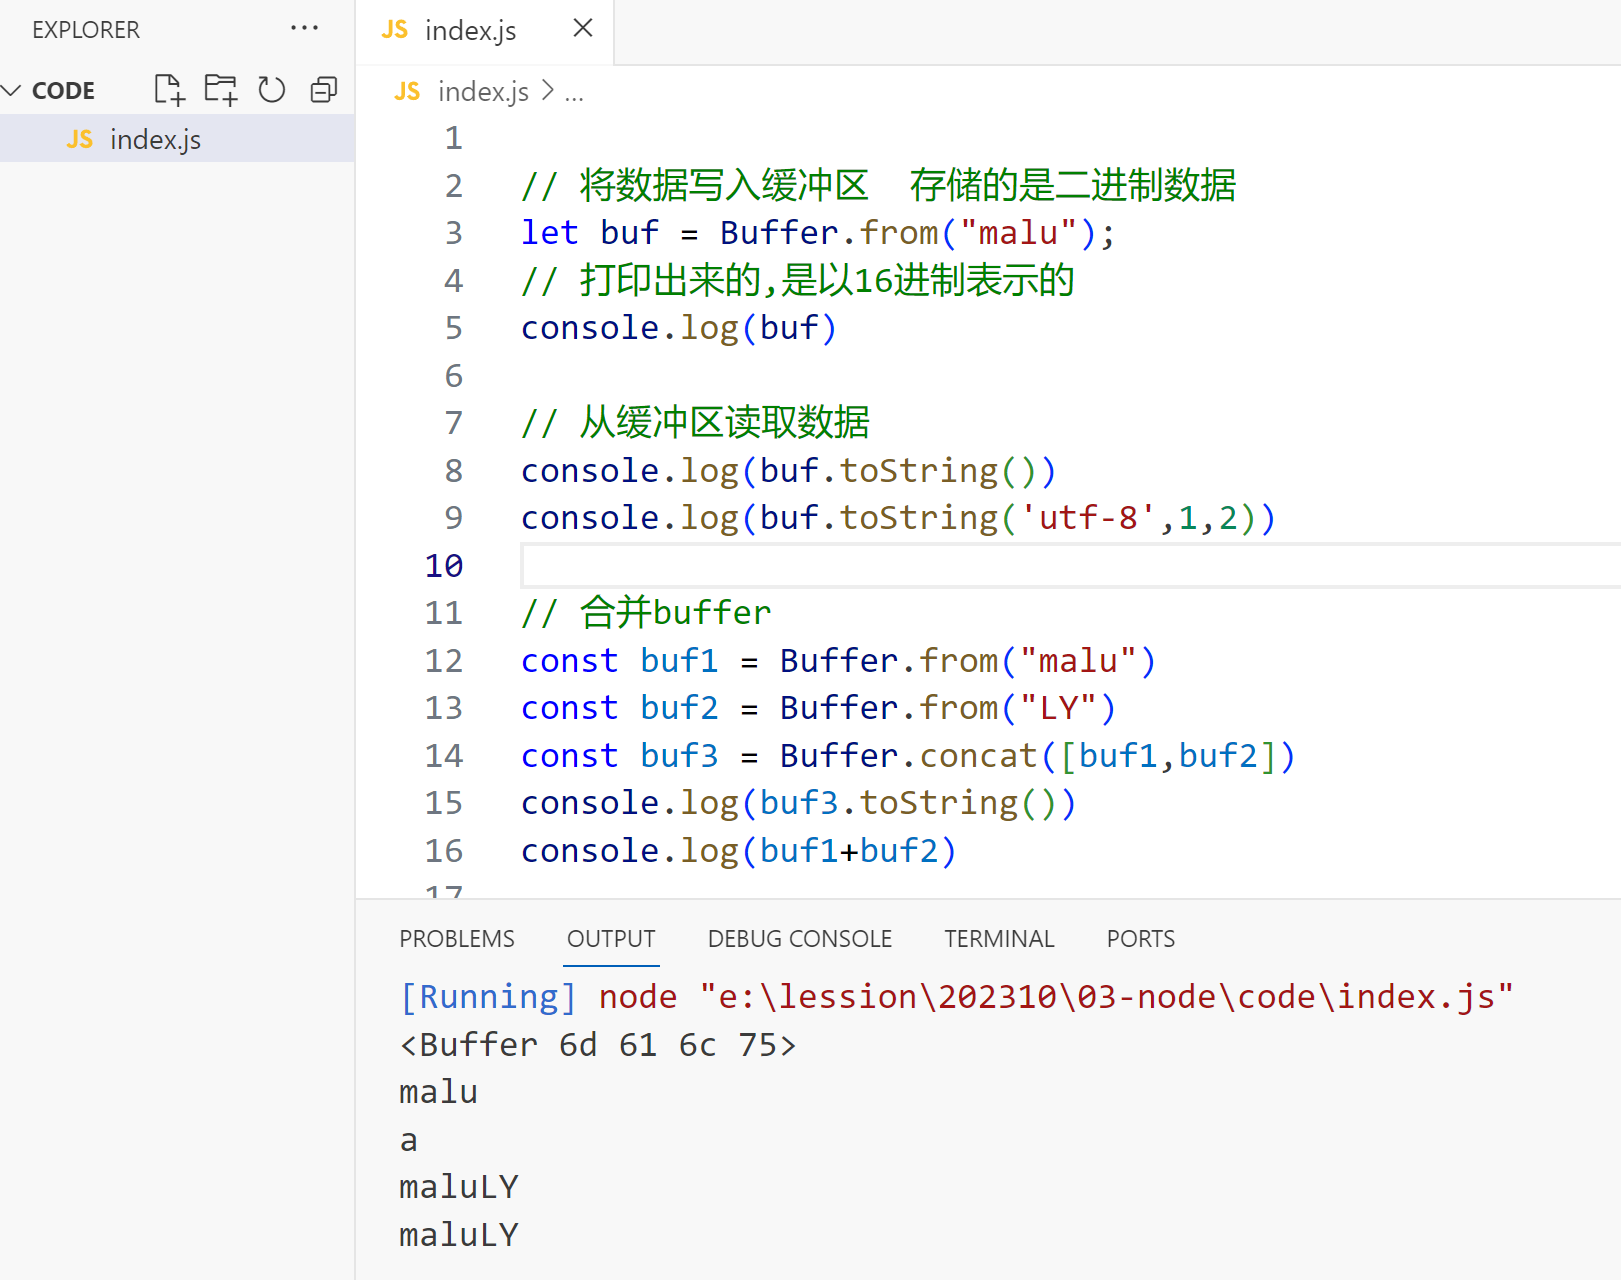 EXPLORER ...
CODE
JS index.js
JS index.js
JS index.js > ...
1
2 // 将数据写入缓冲区  存储的是二进制数据
3 let buf = Buffer.from("malu");
4 // 打印出来的,是以16进制表示的
5 console.log(buf)
6
7 // 从缓冲区读取数据
8 console.log(buf.toString())
9 console.log(buf.toString('utf-8',1,2))
10
11 // 合并buffer
12 const buf1 = Buffer.from("malu")
13 const buf2 = Buffer.from("LY")
14 const buf3 = Buffer.concat([buf1,buf2])
15 console.log(buf3.toString())
16 console.log(buf1+buf2)
17
PROBLEMS OUTPUT DEBUG CONSOLE TERMINAL PORTS
[Running] node "e:\lession\202310\03-node\code\index.js"
<Buffer 6d 61 6c 75>
malu
a
maluLY
maluLY